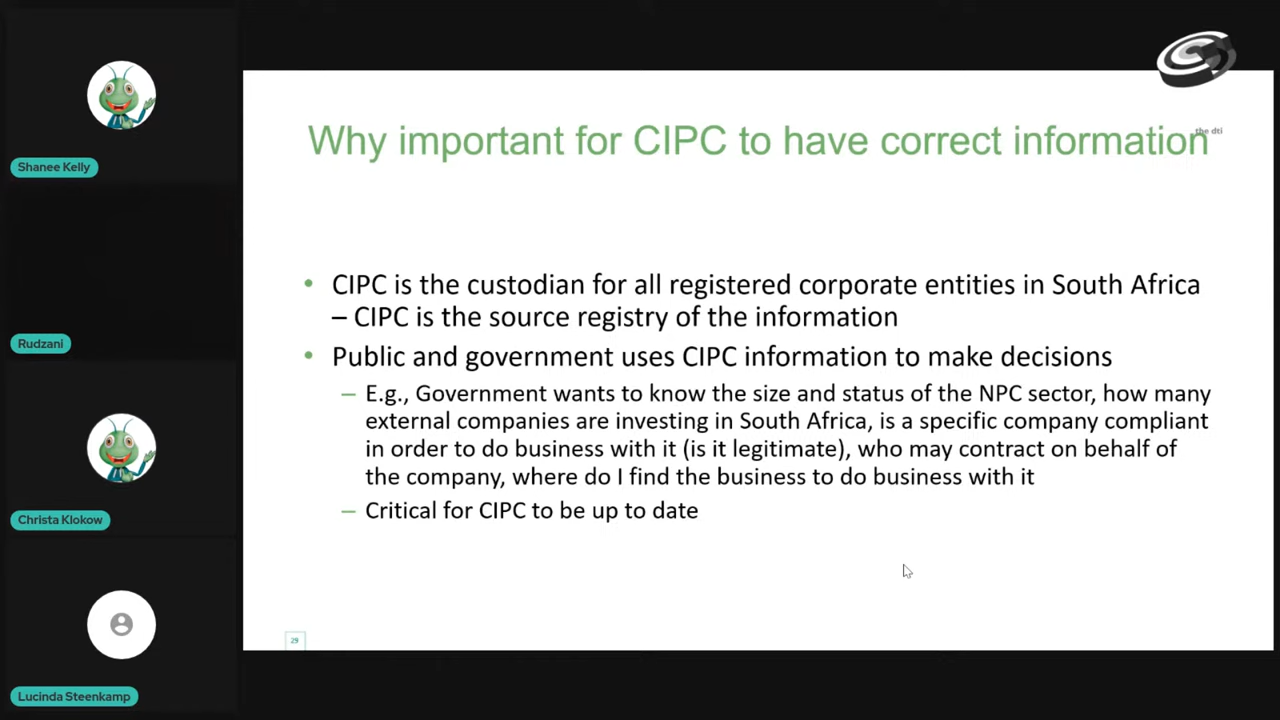 Shanee Kelly
Rudzani
Christa Klokow
Lucinda Steenkamp
the dti
Why important for CIPC to have correct information
• CIPC is the custodian for all registered corporate entities in South Africa
– CIPC is the source registry of the information
• Public and government uses CIPC information to make decisions
– E.g., Government wants to know the size and status of the NPC sector, how many
external companies are investing in South Africa, is a specific company compliant
in order to do business with it (is it legitimate), who may contract on behalf of
the company, where do I find the business to do business with it
– Critical for CIPC to be up to date
29